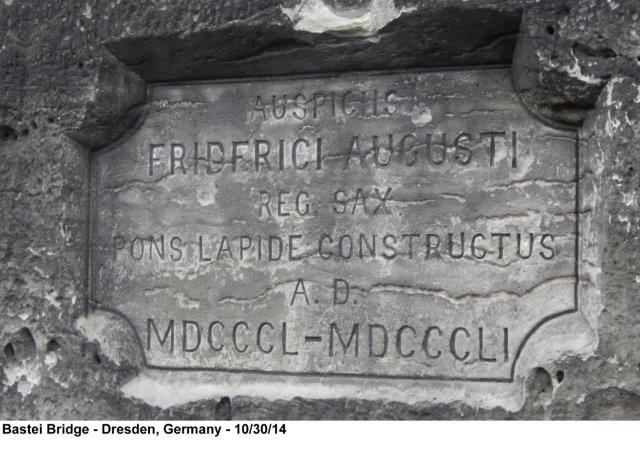 AUSPICIIS
FRIDERICI AUGUSTI
REG. SAX.
PONS LAPIDE CONSTRUCTUS
A. D.
MDCCCL-MDCCCLI
Bastei Bridge - Dresden, Germany - 10/30/14